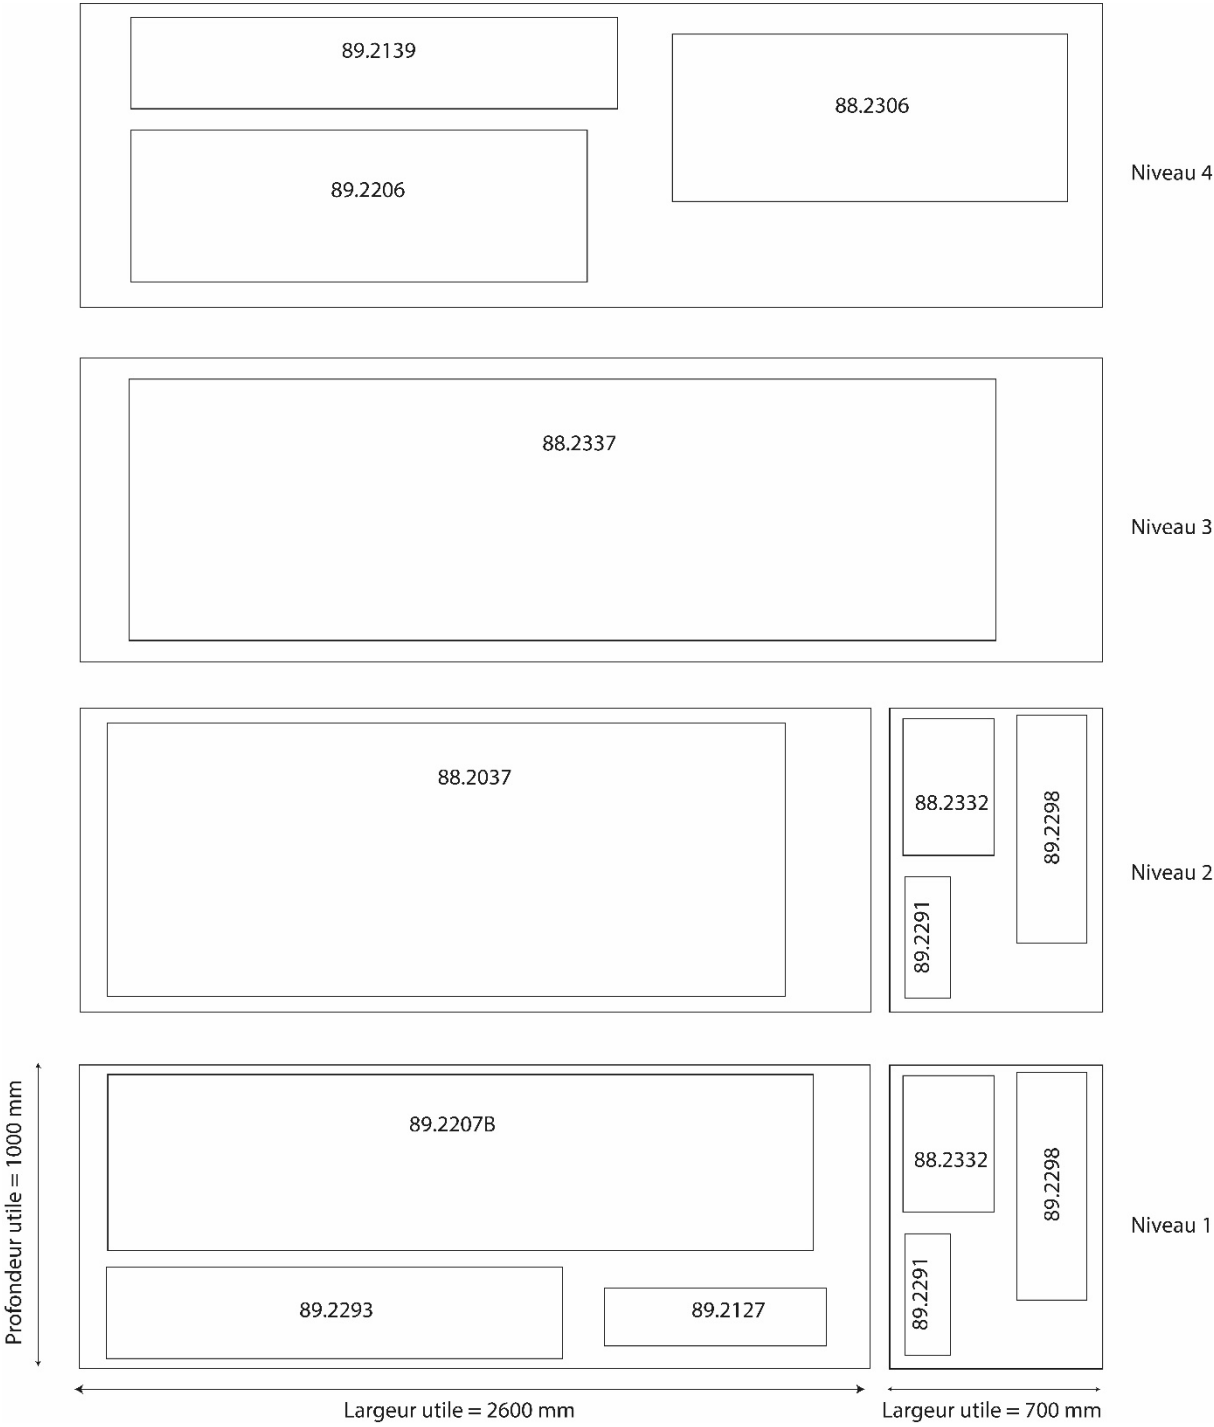 89.2139
88.2306
89.2206
Niveau 4
88.2337
Niveau 3
88.2037
88.2332
89.2298
89.2291
Niveau 2
89.2207B
89.2293
89.2127
88.2332
89.2298
89.2291
Niveau 1
Profondeur utile = 1000 mm
Largeur utile = 2600 mm
Largeur utile = 700 mm